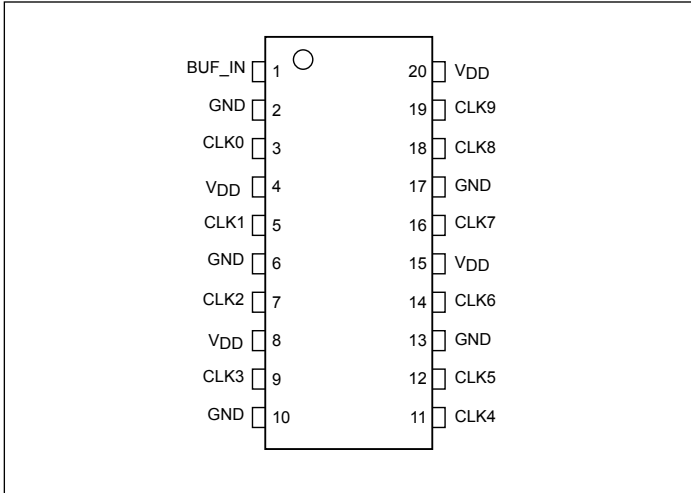 BUF_IN 1 20 VDD
GND 2 19 CLK9
CLK0 3 18 CLK8
VDD 4 17 GND
CLK1 5 16 CLK7
GND 6 15 VDD
CLK2 7 14 CLK6
VDD 8 13 GND
CLK3 9 12 CLK5
GND 10 11 CLK4